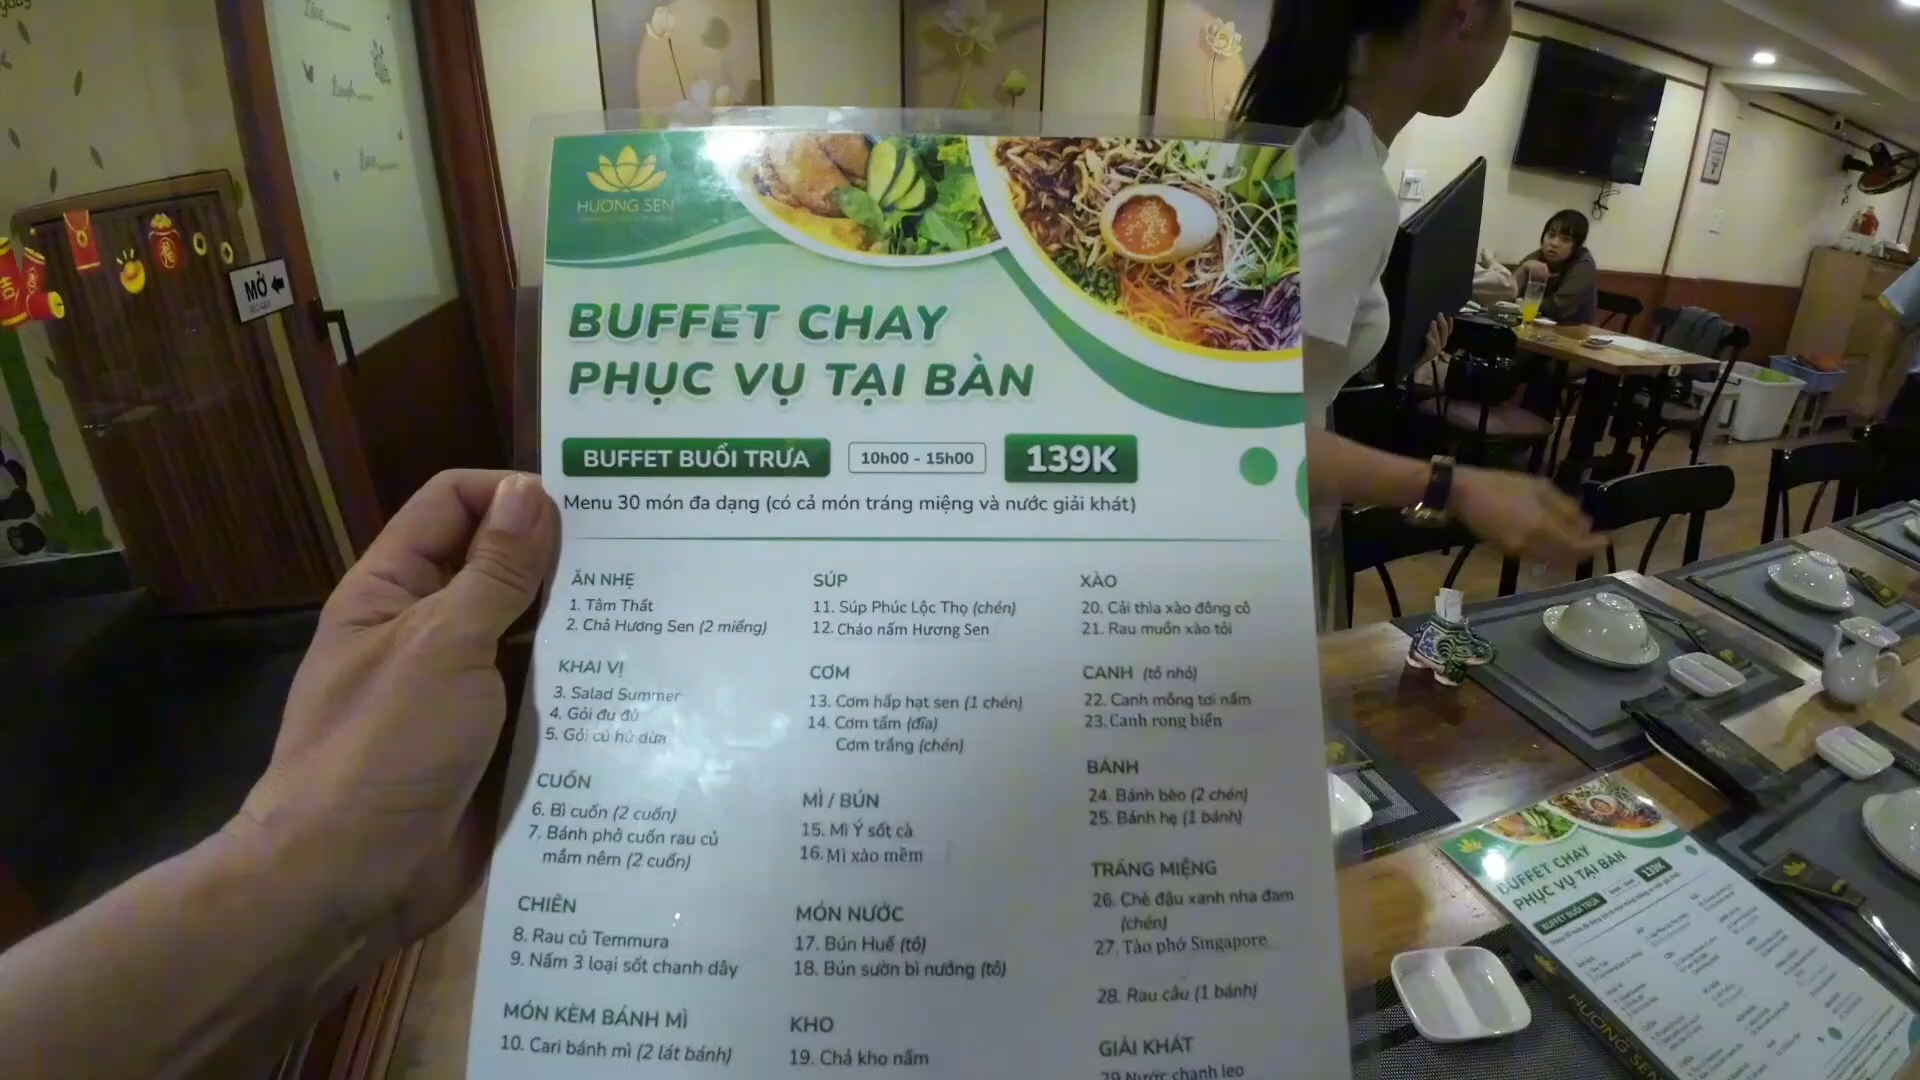 Live
Laugh
Love
MỞ
HƯƠNG SEN
BUFFET CHAY
PHỤC VỤ TẠI BÀN
BUFFET BUỔI TRƯA
10h00 - 15h00
139K
Menu 30 món đa dạng (có cả món tráng miệng và nước giải khát)
ĂN NHẸ
1. Tâm Thất
2. Chả Hương Sen (2 miếng)
KHAI VỊ
3. Salad Summer
4. Gỏi đu đủ
5. Gỏi củ hủ dừa
CUỐN
6. Bì cuốn (2 cuốn)
7. Bánh phở cuốn rau củ
mắm nêm (2 cuốn)
CHIÊN
8. Rau củ Temmura
9. Nấm 3 loại sốt chanh dây
MÓN KÈM BÁNH MÌ
10. Cari bánh mì (2 lát bánh)
SÚP
11. Súp Phúc Lộc Thọ (chén)
12. Cháo nấm Hương Sen
CƠM
13. Cơm hấp hạt sen (1 chén)
14. Cơm tấm (đĩa)
Cơm trắng (chén)
MÌ / BÚN
15. Mì Ý sốt cà
16. Mì xào mềm
MÓN NƯỚC
17. Bún Huế (tô)
18. Bún sườn bì nướng (tô)
KHO
19. Chả kho nấm
XÀO
20. Cải thìa xào đông cô
21. Rau muốn xào tỏi
CANH (tô nhỏ)
22. Canh mồng tơi nấm
23. Canh rong biển
BÁNH
24. Bánh bèo (2 chén)
25. Bánh hẹ (1 bánh)
TRÁNG MIỆNG
26. Chè đậu xanh nha đam
(chén)
27. Tào phớ Singapore
28. Rau câu (1 bánh)
GIẢI KHÁT
29 Nước chanh leo
BUFFET CHAY
PHỤC VỤ TẠI BÀN
BUFFET BUỔI TRƯA
139K
HƯƠNG SEN